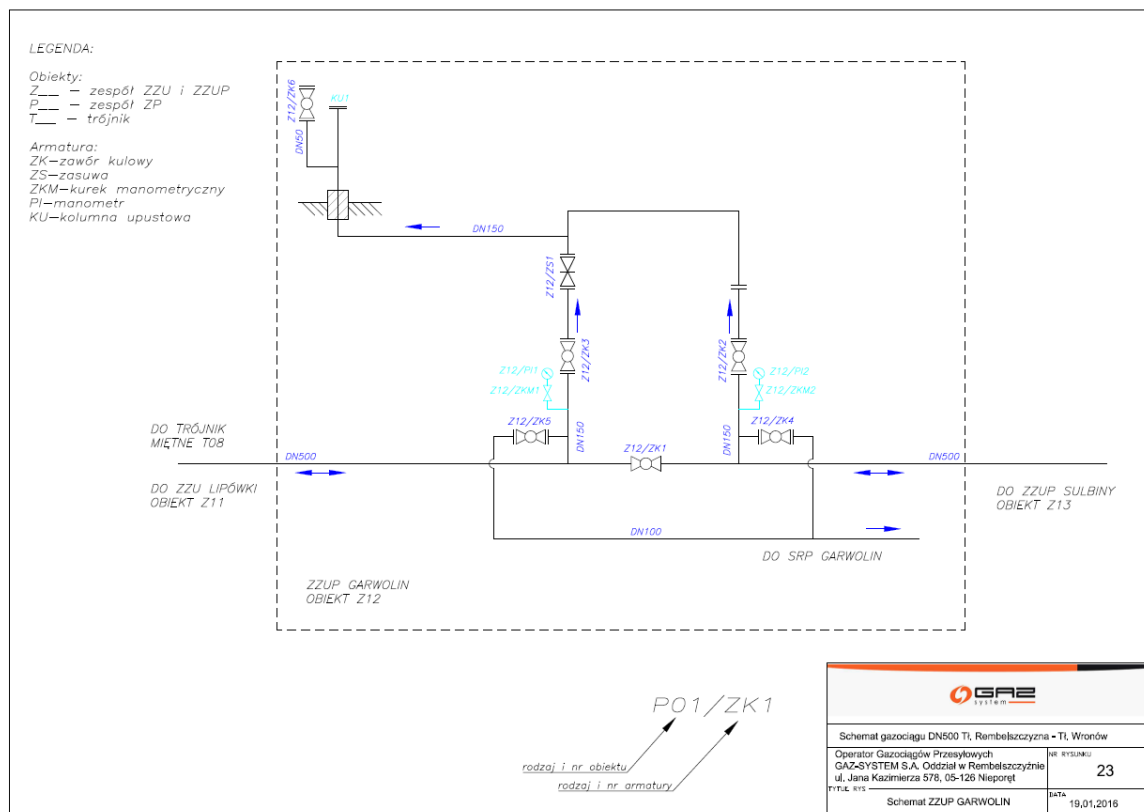 LEGENDA:
Obiekty:
Z__ – zespół ZZU i ZZUP
P__ – zespół ZP
T__ – trójnik
Armatura:
ZK–zawór kulowy
ZS–zasuwa
ZKM–kurek manometryczny
PI–manometr
KU–kolumna upustowa
Z12/ZK6
KU1
DN50
DN150
Z12/ZS1
Z12/ZK3
Z12/ZK2
Z12/PI1
Z12/ZKM1
Z12/PI2
Z12/ZKM2
Z12/ZK5
DN150
Z12/ZK1
DN150
Z12/ZK4
DO TRÓJNIK
MIĘTNE T08
DN500
DN500
DO ZZU LIPÓWKI
OBIEKT Z11
DO ZZUP SULBINY
OBIEKT Z13
DN100
DO SRP GARWOLIN
ZZUP GARWOLIN
OBIEKT Z12
P01/ZK1
rodzaj i nr obiektu
rodzaj i nr armatury
GAZ
system
Schemat gazociągu DN500 Tł. Rembelszczyzna - Tł. Wronów
Operator Gazociągów Przesyłowych
GAZ-SYSTEM S.A. Oddział w Rembelszczyźnie
ul. Jana Kazimierza 578, 05-126 Nieporęt
NR RYSUNKU
23
TYTUŁ RYS
Schemat ZZUP GARWOLIN
DATA
19.01.2016